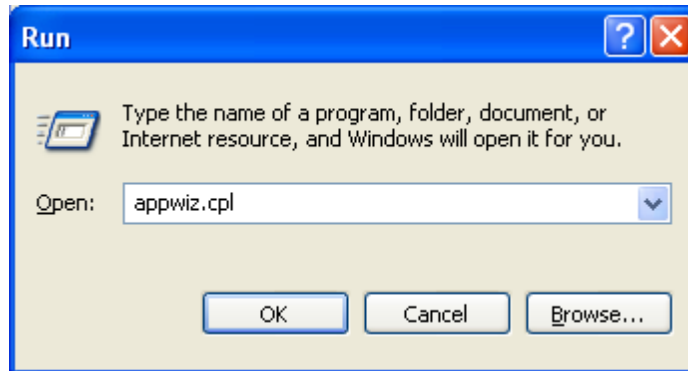 Run
Type the name of a program, folder, document, or
Internet resource, and Windows will open it for you.
Open:
appwiz.cpl
OK
Cancel
Browse...